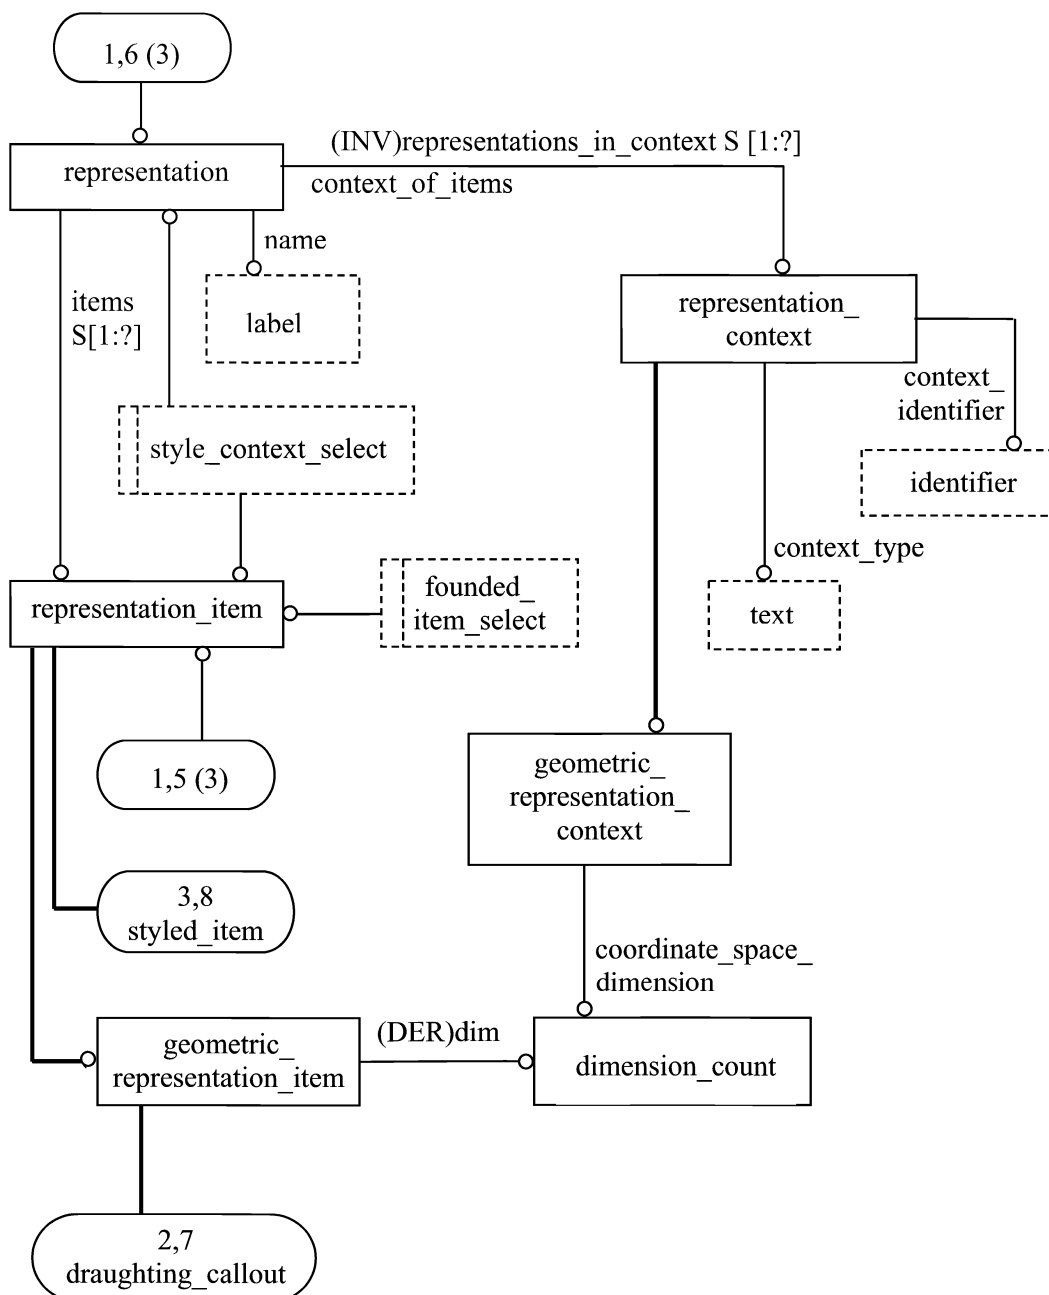 1,6 (3)
(INV)representations_in_context S [1:?]
representation
context_of_items
name
items
S[1:?]
label
representation_
context
context_
identifier
style_context_select
identifier
context_type
founded_
item_select
representation_item
text
1,5 (3)
geometric_
representation_
context
3,8
styled_item
coordinate_space_
dimension
(DER)dim
geometric_
representation_item
dimension_count
2,7
draughting_callout